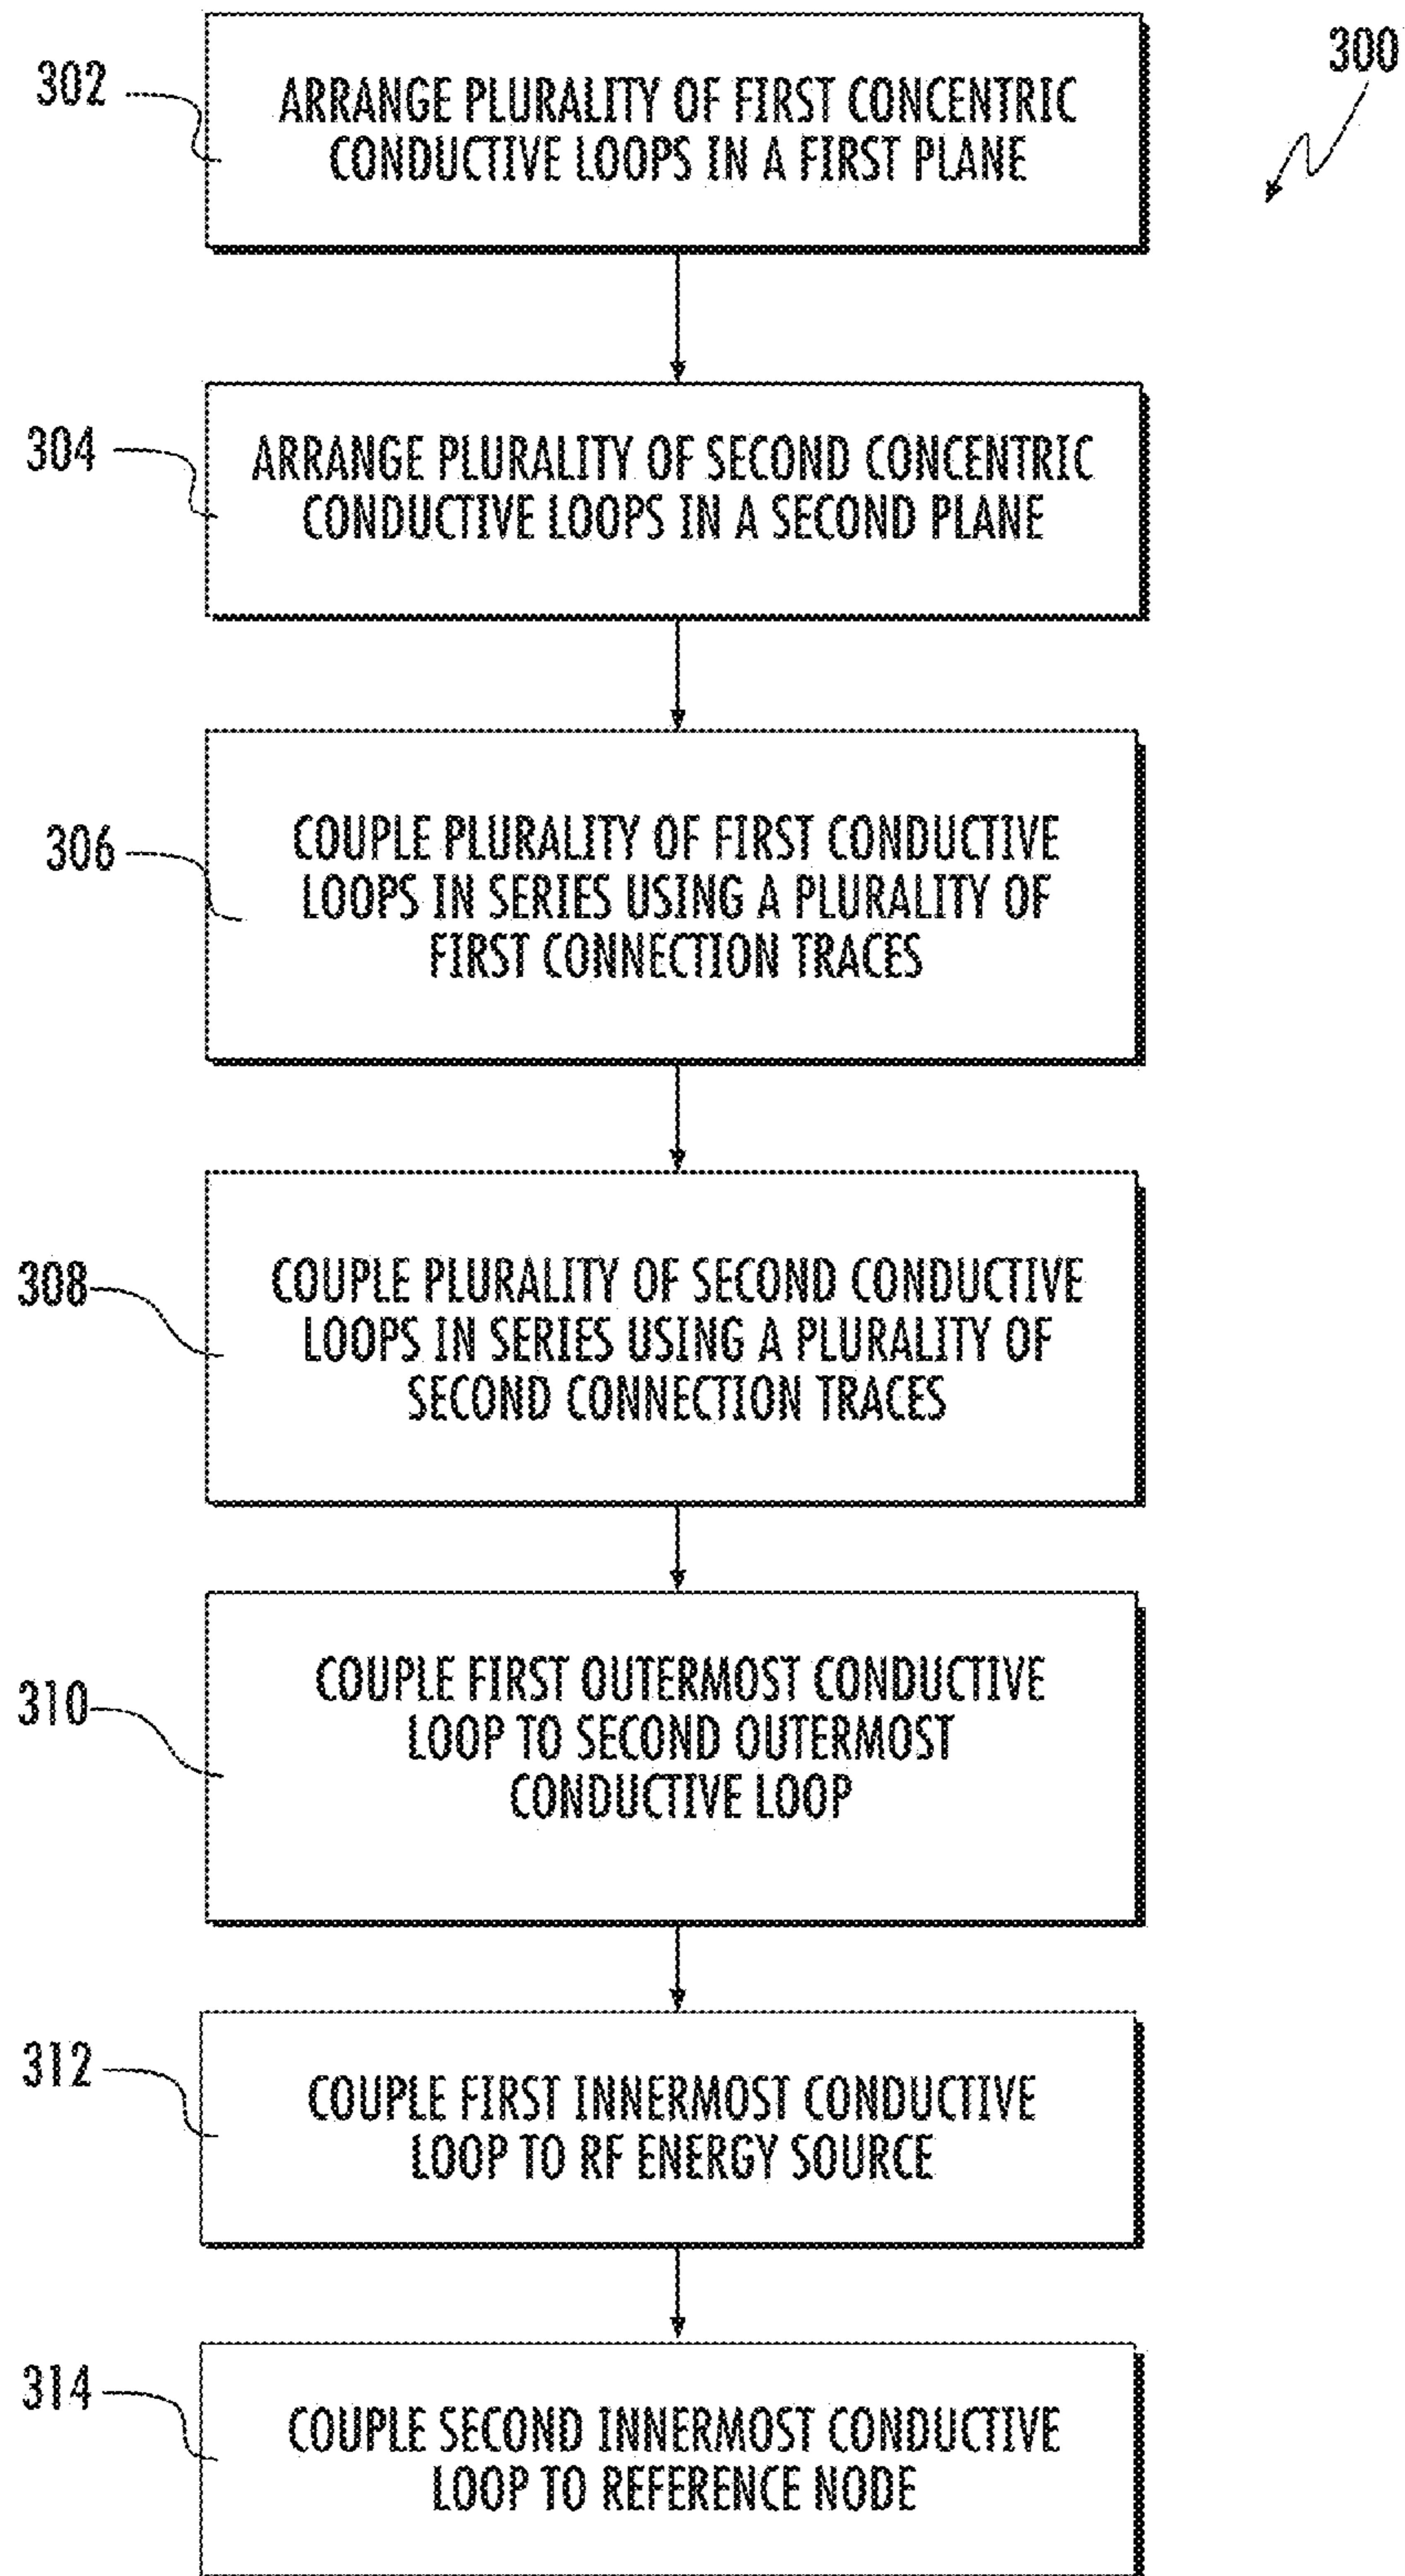 300
302
ARRANGE PLURALITY OF FIRST CONCENTRIC
CONDUCTIVE LOOPS IN A FIRST PLANE
304
ARRANGE PLURALITY OF SECOND CONCENTRIC
CONDUCTIVE LOOPS IN A SECOND PLANE
306
COUPLE PLURALITY OF FIRST CONDUCTIVE
LOOPS IN SERIES USING A PLURALITY OF
FIRST CONNECTION TRACES
308
COUPLE PLURALITY OF SECOND CONDUCTIVE
LOOPS IN SERIES USING A PLURALITY OF
SECOND CONNECTION TRACES
310
COUPLE FIRST OUTERMOST CONDUCTIVE
LOOP TO SECOND OUTERMOST
CONDUCTIVE LOOP
312
COUPLE FIRST INNERMOST CONDUCTIVE
LOOP TO RF ENERGY SOURCE
314
COUPLE SECOND INNERMOST CONDUCTIVE
LOOP TO REFERENCE NODE